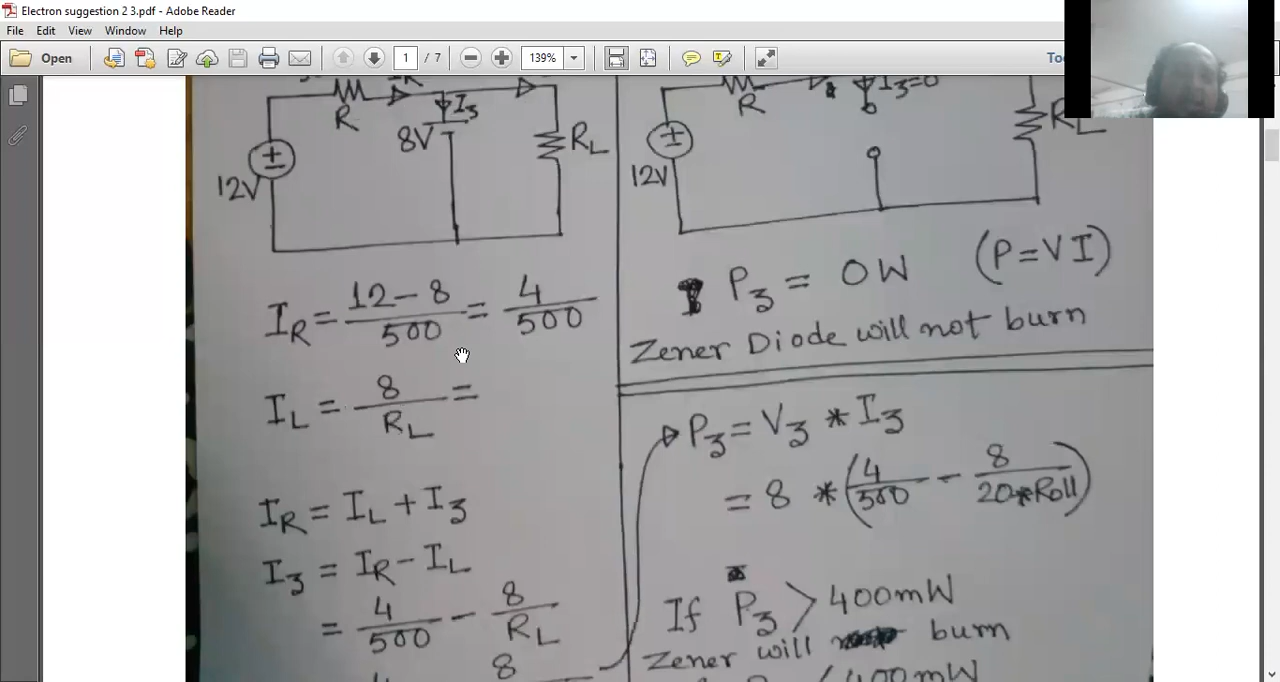 Electron suggestion 2 3.pdf - Adobe Reader
File Edit View Window Help
Open 1 / 7 139%
R I3
8V RL
12V
IR = 12 - 8 / 500 = 4 / 500
IL = 8 / RL =
IR = IL + I3
I3 = IR - IL
= 4 / 500 - 8 / RL
8
R I3=0
RL
12V
P3 = 0W (P=VI)
Zener Diode will not burn
P3 = V3 * I3
= 8 * (4 / 500 - 8 / 20*Roll)
If P3 > 400mW
Zener will burn